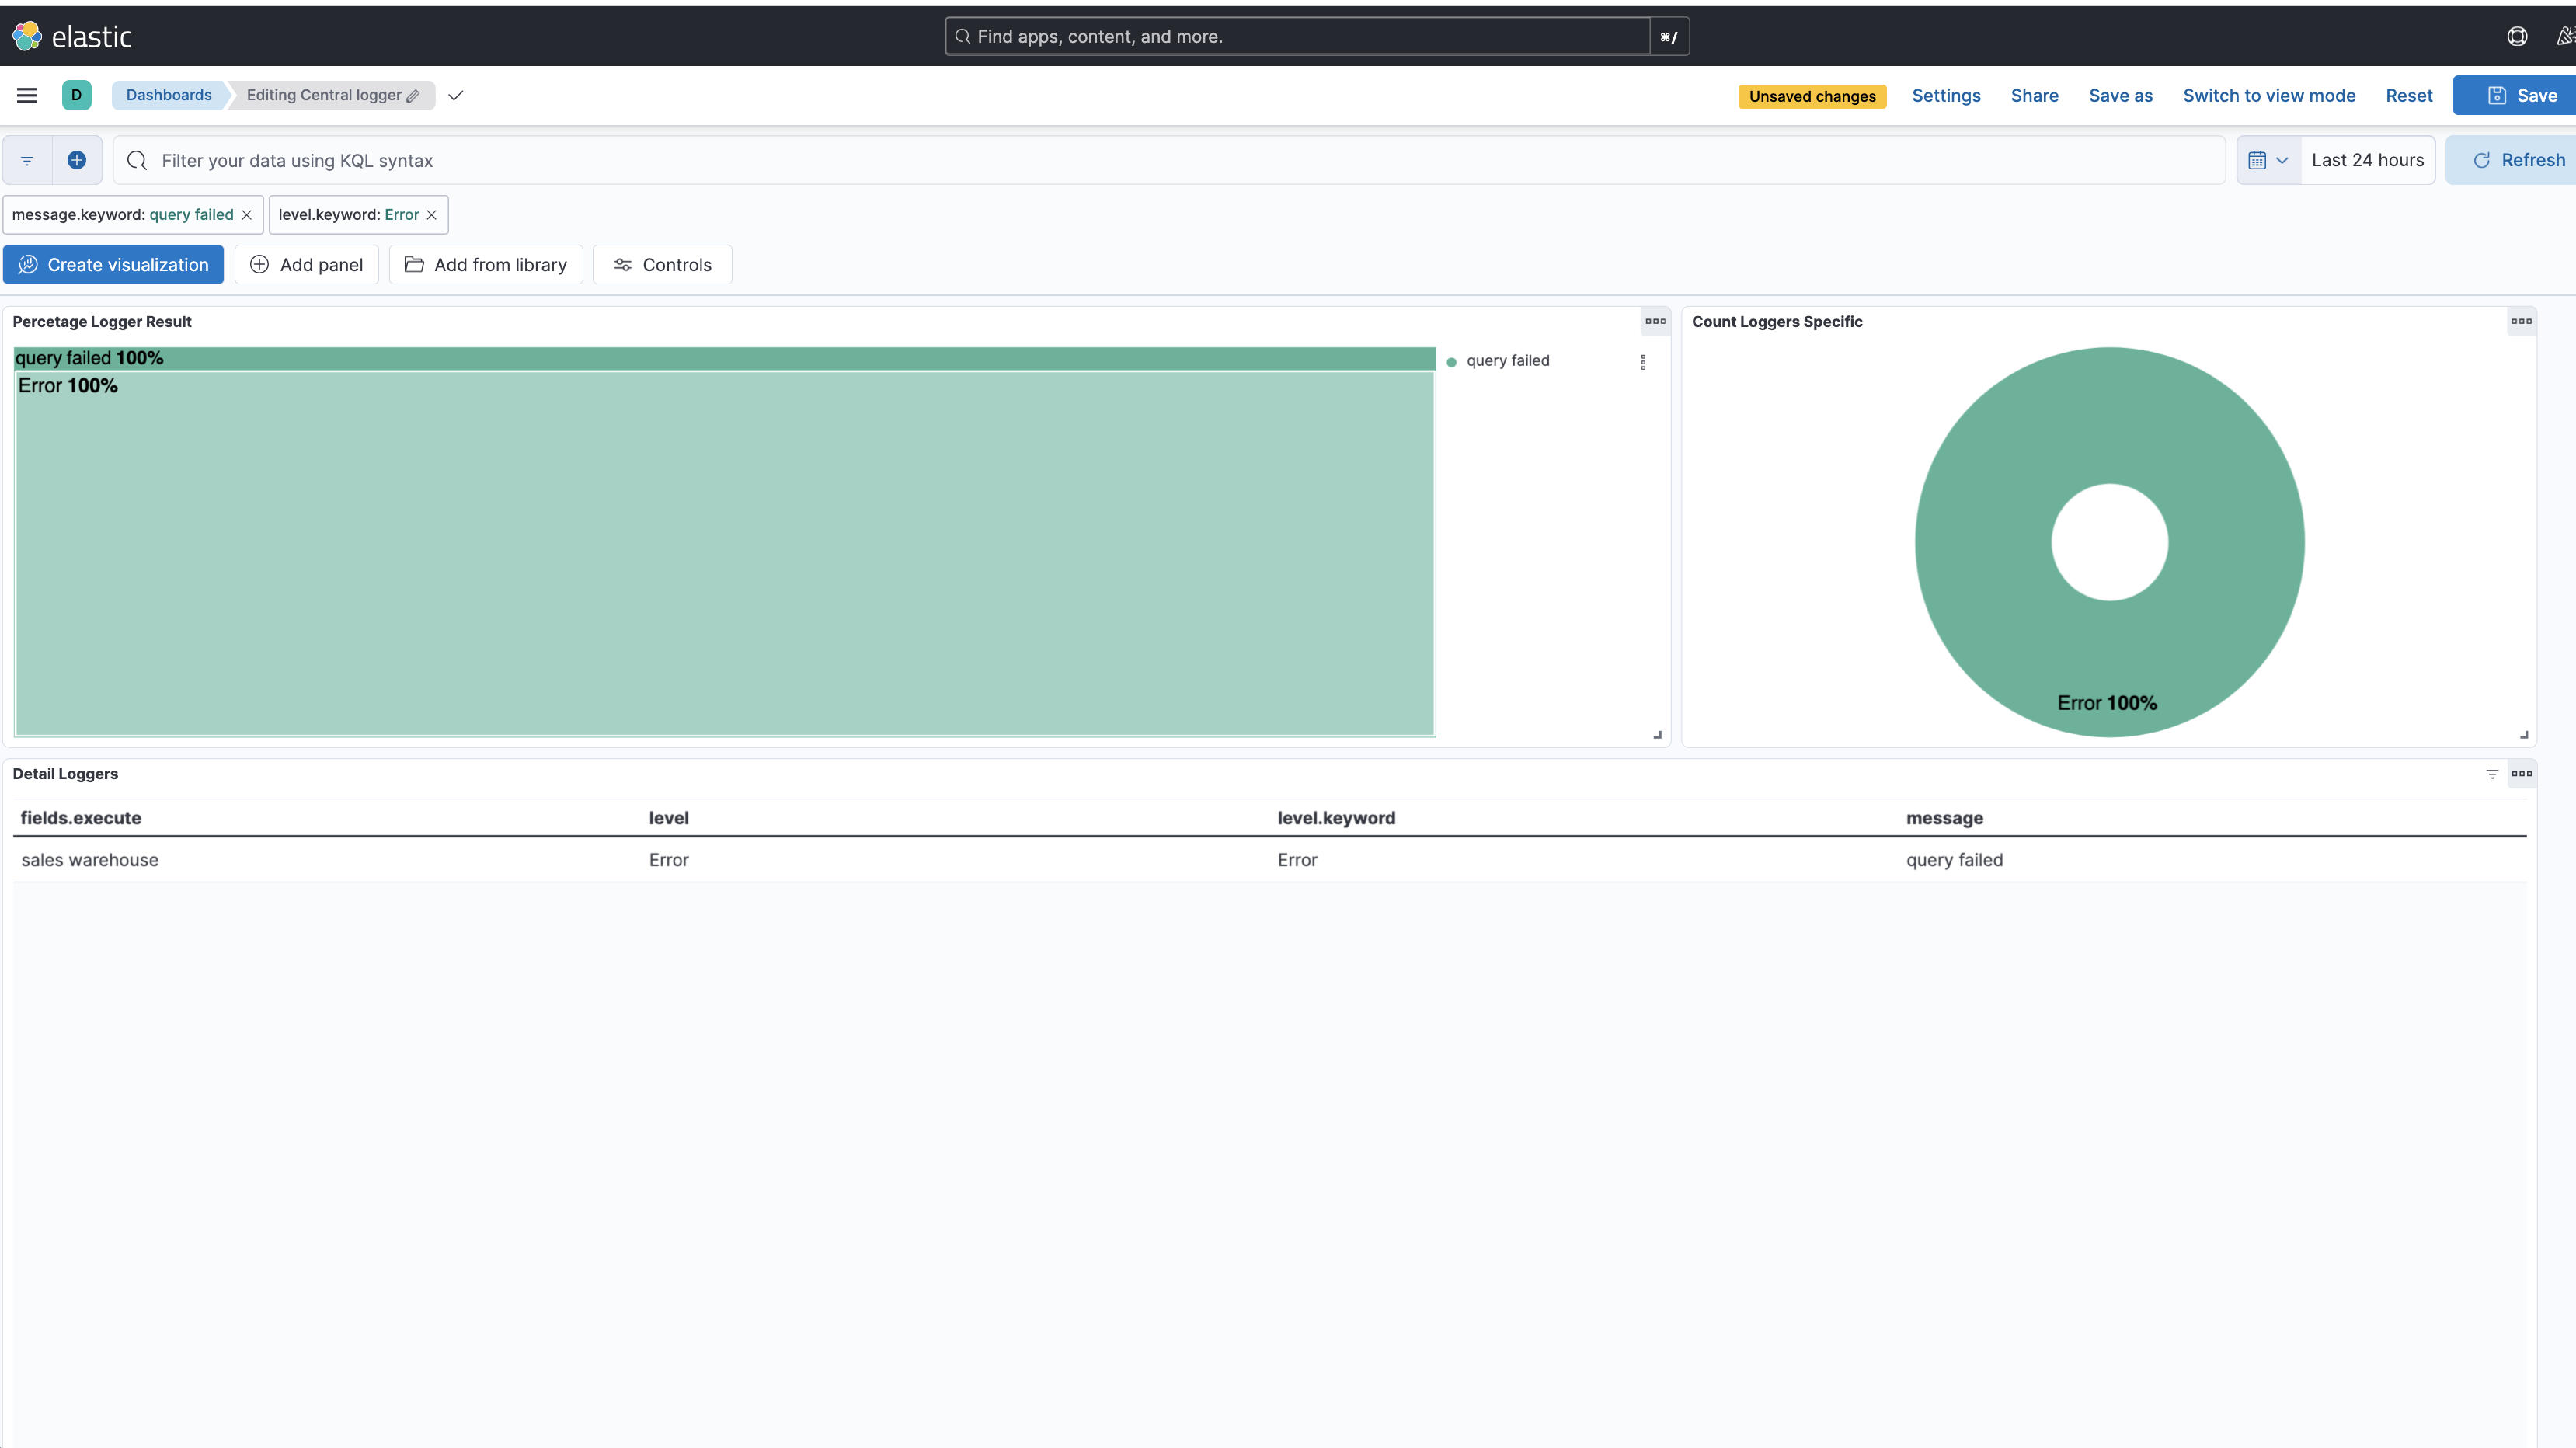 elastic
Find apps, content, and more.
⌘/
D
Dashboards
Editing Central logger
Unsaved changes
Settings
Share
Save as
Switch to view mode
Reset
Save
Filter your data using KQL syntax
Last 24 hours
Refresh
message.keyword: query failed
level.keyword: Error
Create visualization
Add panel
Add from library
Controls
Percetage Logger Result
query failed 100%
Error 100%
query failed
Count Loggers Specific
Error 100%
Detail Loggers
fields.execute level level.keyword message
sales warehouse Error Error query failed